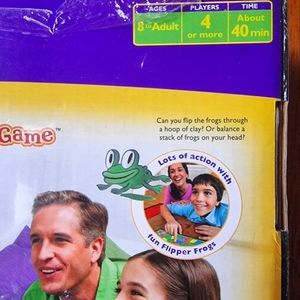 AGES PLAYERS TIME
8 to Adult 4 or more About 40 min
Game™
Can you flip the frogs through
a hoop of clay? Or balance a
stack of frogs on your head?
Lots of action with
fun Flipper Frogs